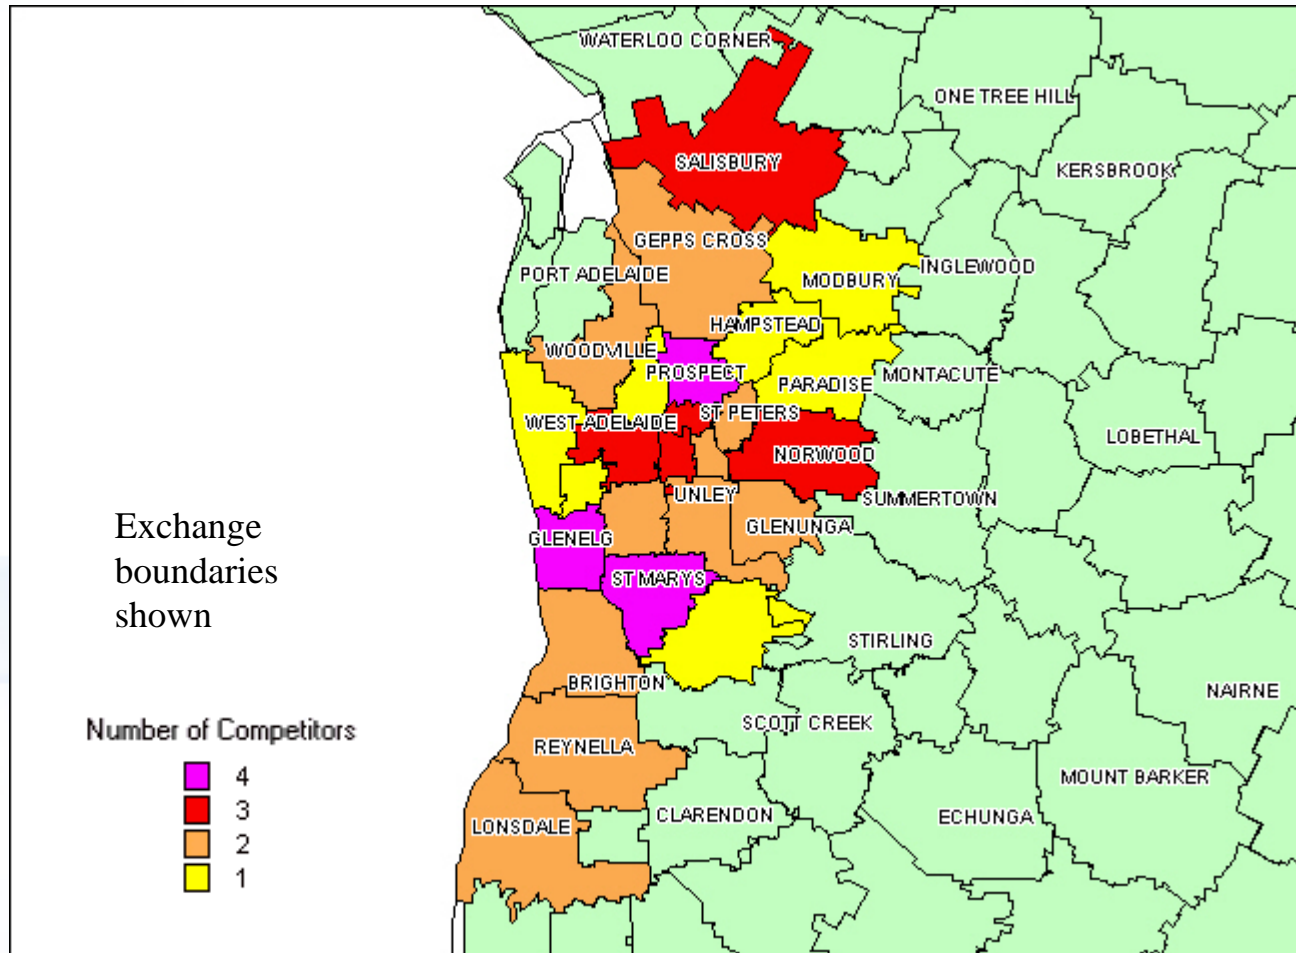 WATERLOO CORNER
ONE TREE HILL
SALISBURY
KERSBROOK
GEPPS CROSS
PORT ADELAIDE
MODBURY
INGLEWOOD
HAMPSTEAD
WOODVILLE
PROSPECT
PARADISE
MONTACUTE
WEST ADELAIDE
ST PETERS
LOBETHAL
NORWOOD
UNLEY
SUMMERTOWN
GLENUNGA
GLENELG
Exchange
boundaries
shown
ST MARYS
STIRLING
BRIGHTON
NAIRNE
SCOTT CREEK
Number of Competitors
REYNELLA
MOUNT BARKER
4
3
2
1
CLARENDON
ECHUNGA
LONSDALE